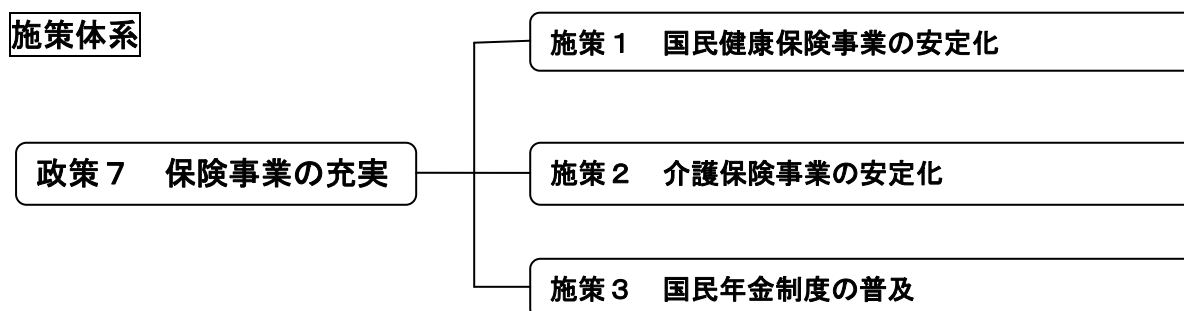 施策体系
施策１　国民健康保険事業の安定化
政策７　保険事業の充実
施策２　介護保険事業の安定化
施策３　国民年金制度の普及